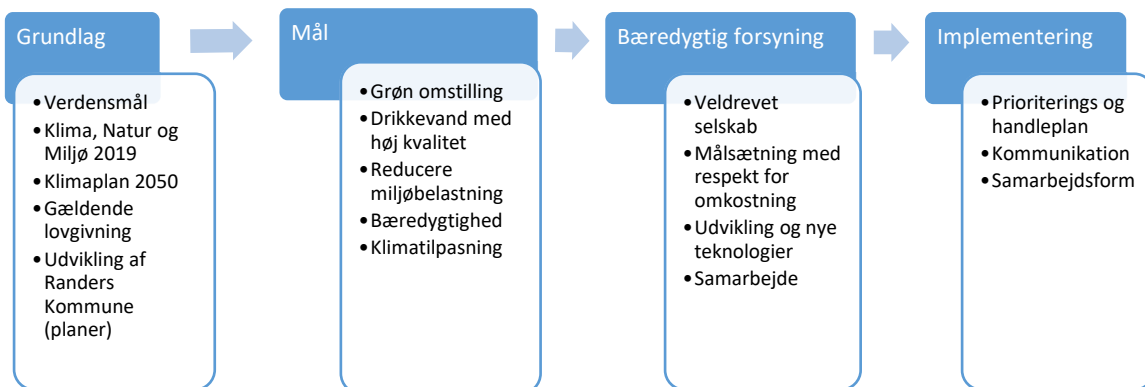 Grundlag
•Verdensmål
•Klima, Natur og
Miljø 2019
•Klimaplan 2050
•Gældende
lovgivning
•Udvikling af
Randers
Kommune
(planer)
Mål
•Grøn omstilling
•Drikkevand med
høj kvalitet
•Reducere
miljøbelastning
•Bæredygtighed
•Klimatilpasning
Bæredygtig forsyning
•Veldrevet
selskab
•Målsætning med
respekt for
omkostning
•Udvikling og nye
teknologier
•Samarbejde
Implementering
•Prioriterings og
handleplan
•Kommunikation
•Samarbejdsform